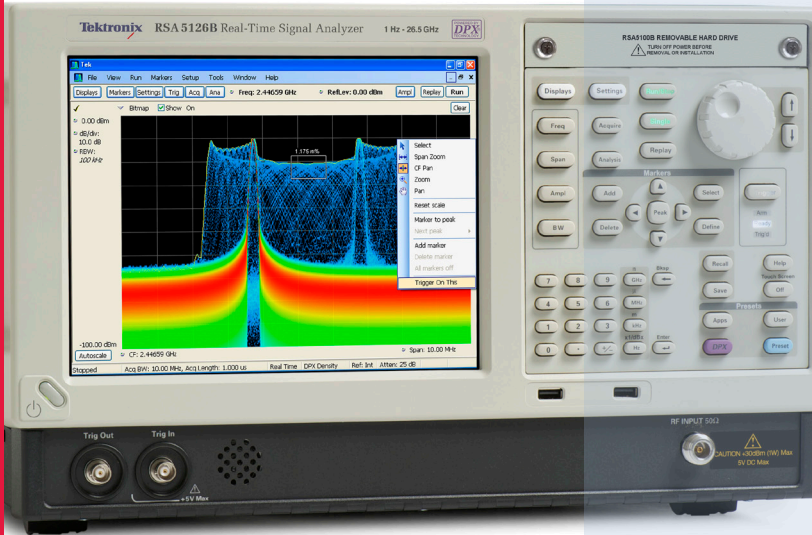 Tektronix RSA 5126B Real-Time Signal Analyzer 1 Hz - 26.5 GHz DPX
RSA5100B REMOVABLE HARD DRIVE
TURN OFF POWER BEFORE
REMOVAL OR INSTALLATION
Tek
File View Run Markers Setup Tools Window Help
Displays Markers Settings Trig Acq Ana Freq: 2.44659 GHz RefLev: 0.00 dBm Ampl Replay Run
Bitmap Show On Clear
0.00 dBm
dB/div:
10.0 dB
RBW:
100 kHz
1.175 m%
Select
Span Zoom
CF Pan
Zoom
Pan
Reset scale
Marker to peak
Next peak
Add marker
Delete marker
All markers off
Trigger On This
-100.00 dBm
Autoscale CF: 2.44659 GHz Span: 10.00 MHz
Stopped Acq BW: 10.00 MHz, Acq Length: 1.000 us Real Time DPX Density Ref: Int Atten: 25 dB
Displays Settings
Freq Acquire
Span Analysis Replay
Markers
Ampl Add Select
Peak
BW Delete Define
Recall Help
Touch Screen
Save Off
Presets
Apps User
DPX Preset
7 8 9 GHz
4 5 6 MHz
1 2 3 kHz
0 . +/- Hz
Enter
Trig Out Trig In
+5V Max
RF INPUT 50Ω
CAUTION +30dBm (1W) Max
5V DC Max